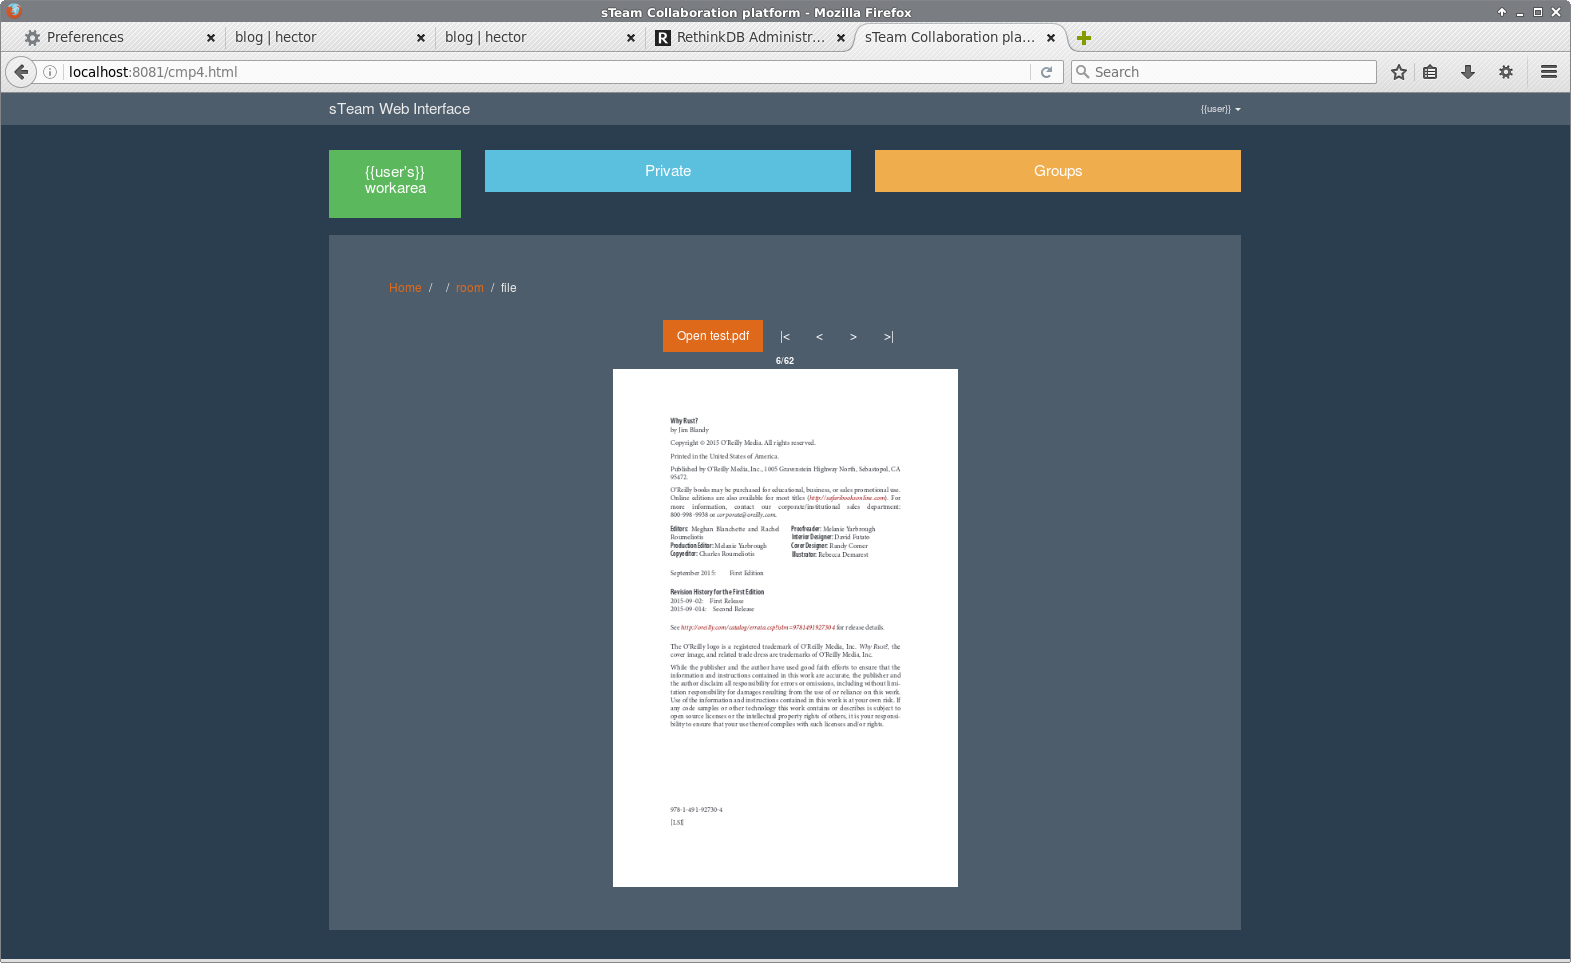 sTeam Collaboration platform - Mozilla Firefox
Preferences
blog | hector
blog | hector
RethinkDB Administr...
sTeam Collaboration pla...
localhost:8081/cmp4.html
Search
sTeam Web Interface
{{user}}
{{user's}}
workarea
Private
Groups
Home / / room / file
Open test.pdf |< < > >|
6/62
Why Rust?
by Jim Blandy
Copyright © 2015 O'Reilly Media. All rights reserved.
Printed in the United States of America.
Published by O'Reilly Media, Inc., 1005 Gravenstein Highway North, Sebastopol, CA
95472.
O'Reilly books may be purchased for educational, business, or sales promotional use.
Online editions are also available for most titles (http://safaribooksonline.com). For
more information, contact our corporate/institutional sales department:
800-998-9938 or corporate@oreilly.com.
Editors: Meghan Blanchette and Rachel
Roumeliotis
Production Editor: Melanie Yarbrough
Copyeditor: Charles Roumeliotis
Proofreader: Melanie Yarbrough
Interior Designer: David Futato
Cover Designer: Randy Comer
Illustrator: Rebecca Demarest
September 2015: First Edition
Revision History for the First Edition
2015-09-02: First Release
2015-09-014: Second Release
See http://oreilly.com/catalog/errata.csp?isbn=9781491927304 for release details.
The O'Reilly logo is a registered trademark of O'Reilly Media, Inc. Why Rust?, the
cover image, and related trade dress are trademarks of O'Reilly Media, Inc.
While the publisher and the author have used good faith efforts to ensure that the
information and instructions contained in this work are accurate, the publisher and
the author disclaim all responsibility for errors or omissions, including without limi-
tation responsibility for damages resulting from the use of or reliance on this work.
Use of the information and instructions contained in this work is at your own risk. If
any code samples or other technology this work contains or describes is subject to
open source licenses or the intellectual property rights of others, it is your responsi-
bility to ensure that your use thereof complies with such licenses and/or rights.
978-1-491-92730-4
[LSI]